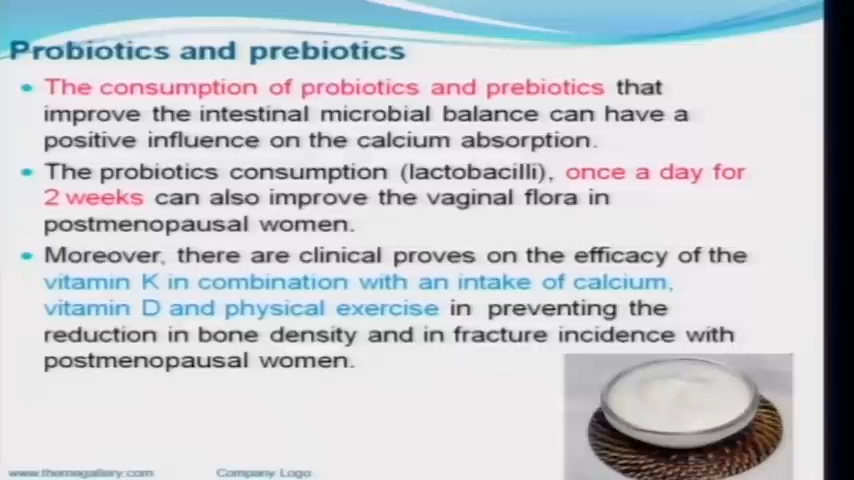 Probiotics and prebiotics
• The consumption of probiotics and prebiotics that
improve the intestinal microbial balance can have a
positive influence on the calcium absorption.
• The probiotics consumption (lactobacilli), once a day for
2 weeks can also improve the vaginal flora in
postmenopausal women.
• Moreover, there are clinical proves on the efficacy of the
vitamin K in combination with an intake of calcium,
vitamin D and physical exercise in preventing the
reduction in bone density and in fracture incidence with
postmenopausal women.
www.themegallery.com Company Logo